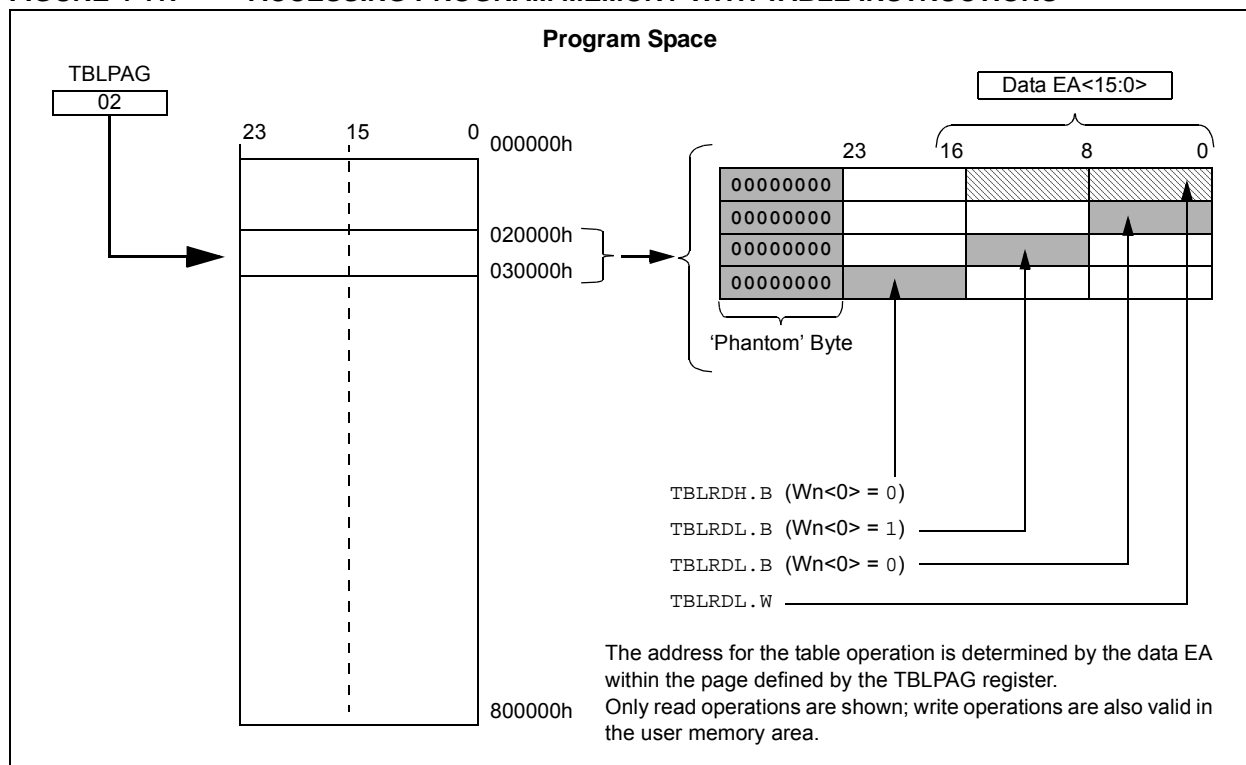 Program Space
TBLPAG
02
Data EA<15:0>
23 15 0
000000h
23 16 8 0
00000000
00000000
00000000
00000000
020000h
030000h
‘Phantom’ Byte
TBLRDH.B (Wn<0> = 0)
TBLRDL.B (Wn<0> = 1)
TBLRDL.B (Wn<0> = 0)
TBLRDL.W
The address for the table operation is determined by the data EA
within the page defined by the TBLPAG register.
Only read operations are shown; write operations are also valid in
the user memory area.
800000h